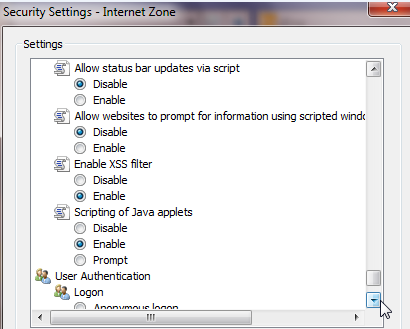 Security Settings - Internet Zone
Settings
Allow status bar updates via script
Disable
Enable
Allow websites to prompt for information using scripted
Disable
Enable
Enable XSS filter
Disable
Enable
Scripting of Java applets
Disable
Enable
Prompt
User Authentication
Logon
Anonymous logon